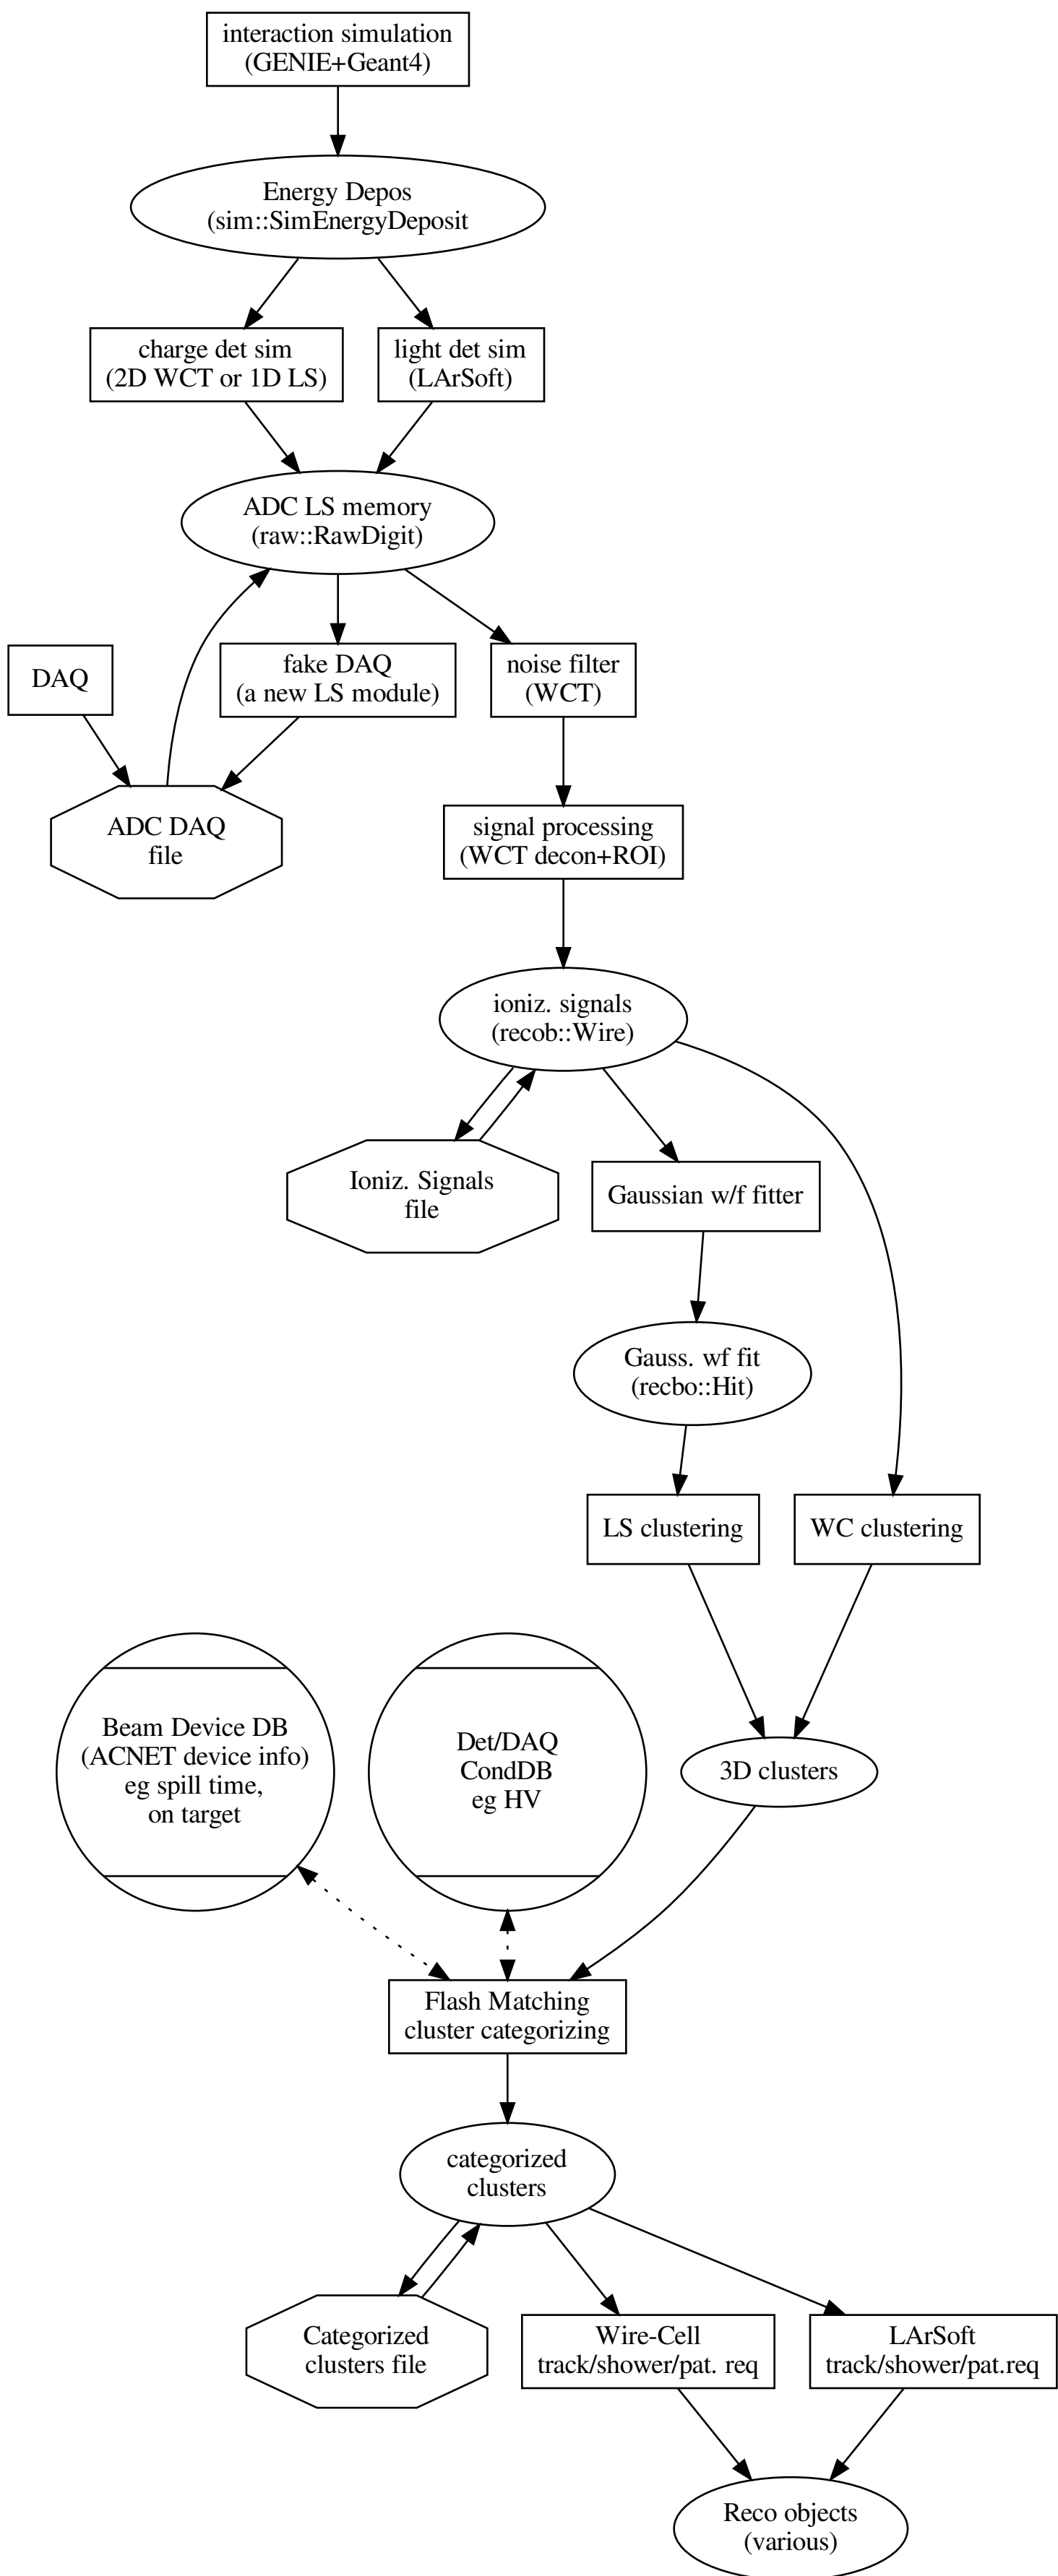 interaction simulation
(GENIE+Geant4)
Energy Depos
(sim::SimEnergyDeposit
charge det sim
(2D WCT or 1D LS)
light det sim
(LArSoft)
ADC LS memory
(raw::RawDigit)
DAQ
fake DAQ
(a new LS module)
noise filter
(WCT)
ADC DAQ
file
signal processing
(WCT decon+ROI)
ioniz. signals
(recob::Wire)
Ioniz. Signals
file
Gaussian w/f fitter
Gauss. wf fit
(recbo::Hit)
LS clustering
WC clustering
Beam Device DB
(ACNET device info)
eg spill time,
on target
Det/DAQ
CondDB
eg HV
3D clusters
Flash Matching
cluster categorizing
categorized
clusters
Categorized
clusters file
Wire-Cell
track/shower/pat. req
LArSoft
track/shower/pat.req
Reco objects
(various)